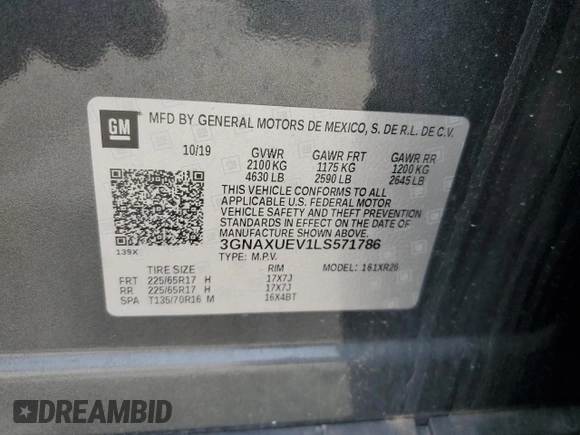 GM
MFD BY GENERAL MOTORS DE MEXICO, S. DE R.L. DE C.V.
10/19 GVWR GAWR FRT GAWR RR
2100 KG 1175 KG 1200 KG
4630 LB 2590 LB 2645 LB
THIS VEHICLE CONFORMS TO ALL
APPLICABLE U.S. FEDERAL MOTOR
VEHICLE SAFETY AND THEFT PREVENTION
STANDARDS IN EFFECT ON THE DATE OF
MANUFACTURE SHOWN ABOVE.
139X
3GNAXUEV1LS571786
TYPE: M.P.V. MODEL: 161XR26
TIRE SIZE RIM
FRT 225/65R17 H 17X7J
RR 225/65R17 H 17X7J
SPA T135/70R16 M 16X4BT
DREAMBID